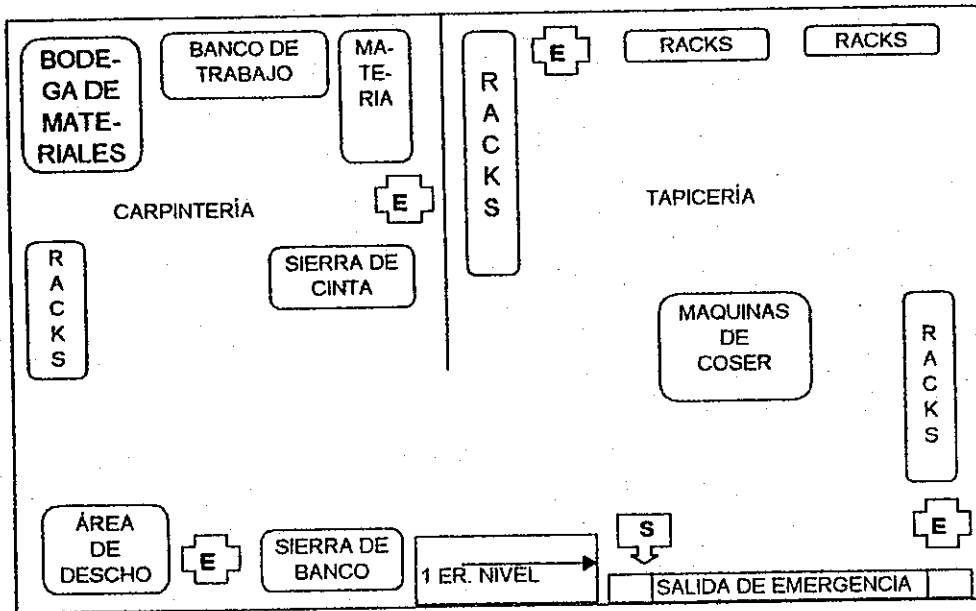 BODE-
GA DE
MATE-
RIALES
BANCO DE
TRABAJO
MA-
TE-
RIA
R
A
C
K
S
E
RACKS
RACKS
CARPINTERÍA
E
TAPICERÍA
R
A
C
K
S
SIERRA DE
CINTA
MAQUINAS
DE
COSER
R
A
C
K
S
ÁREA
DE
DESCHO
E
SIERRA DE
BANCO
1 ER. NIVEL
S
E
SALIDA DE EMERGENCIA